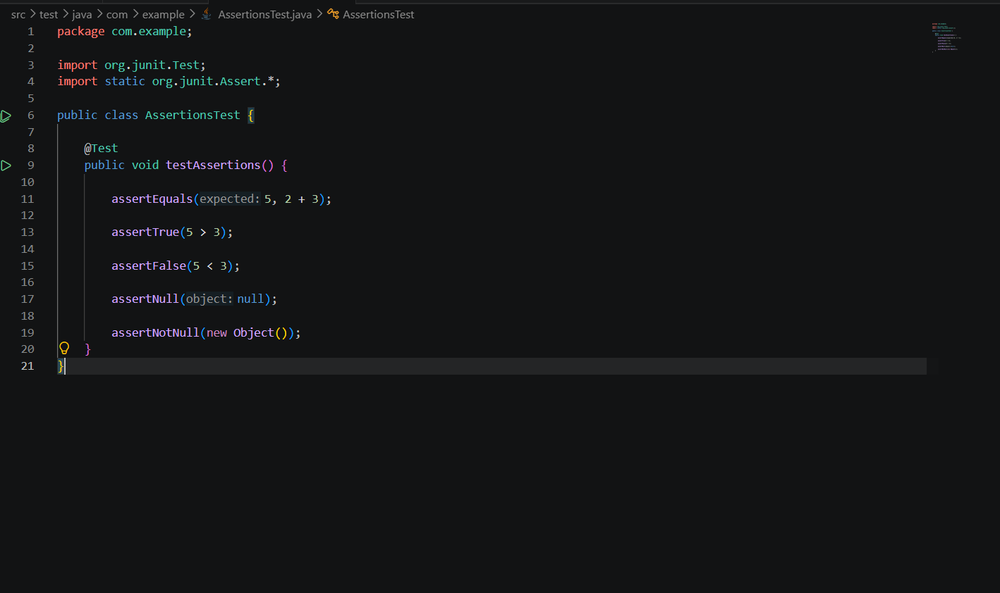 src > test > java > com > example > AssertionsTest.java > AssertionsTest
1 package com.example;
2
3 import org.junit.Test;
4 import static org.junit.Assert.*;
5
6 public class AssertionsTest {
7
8 @Test
9 public void testAssertions() {
10
11 assertEquals(expected: 5, 2 + 3);
12
13 assertTrue(5 > 3);
14
15 assertFalse(5 < 3);
16
17 assertNull(object: null);
18
19 assertNotNull(new Object());
20 }
21 }